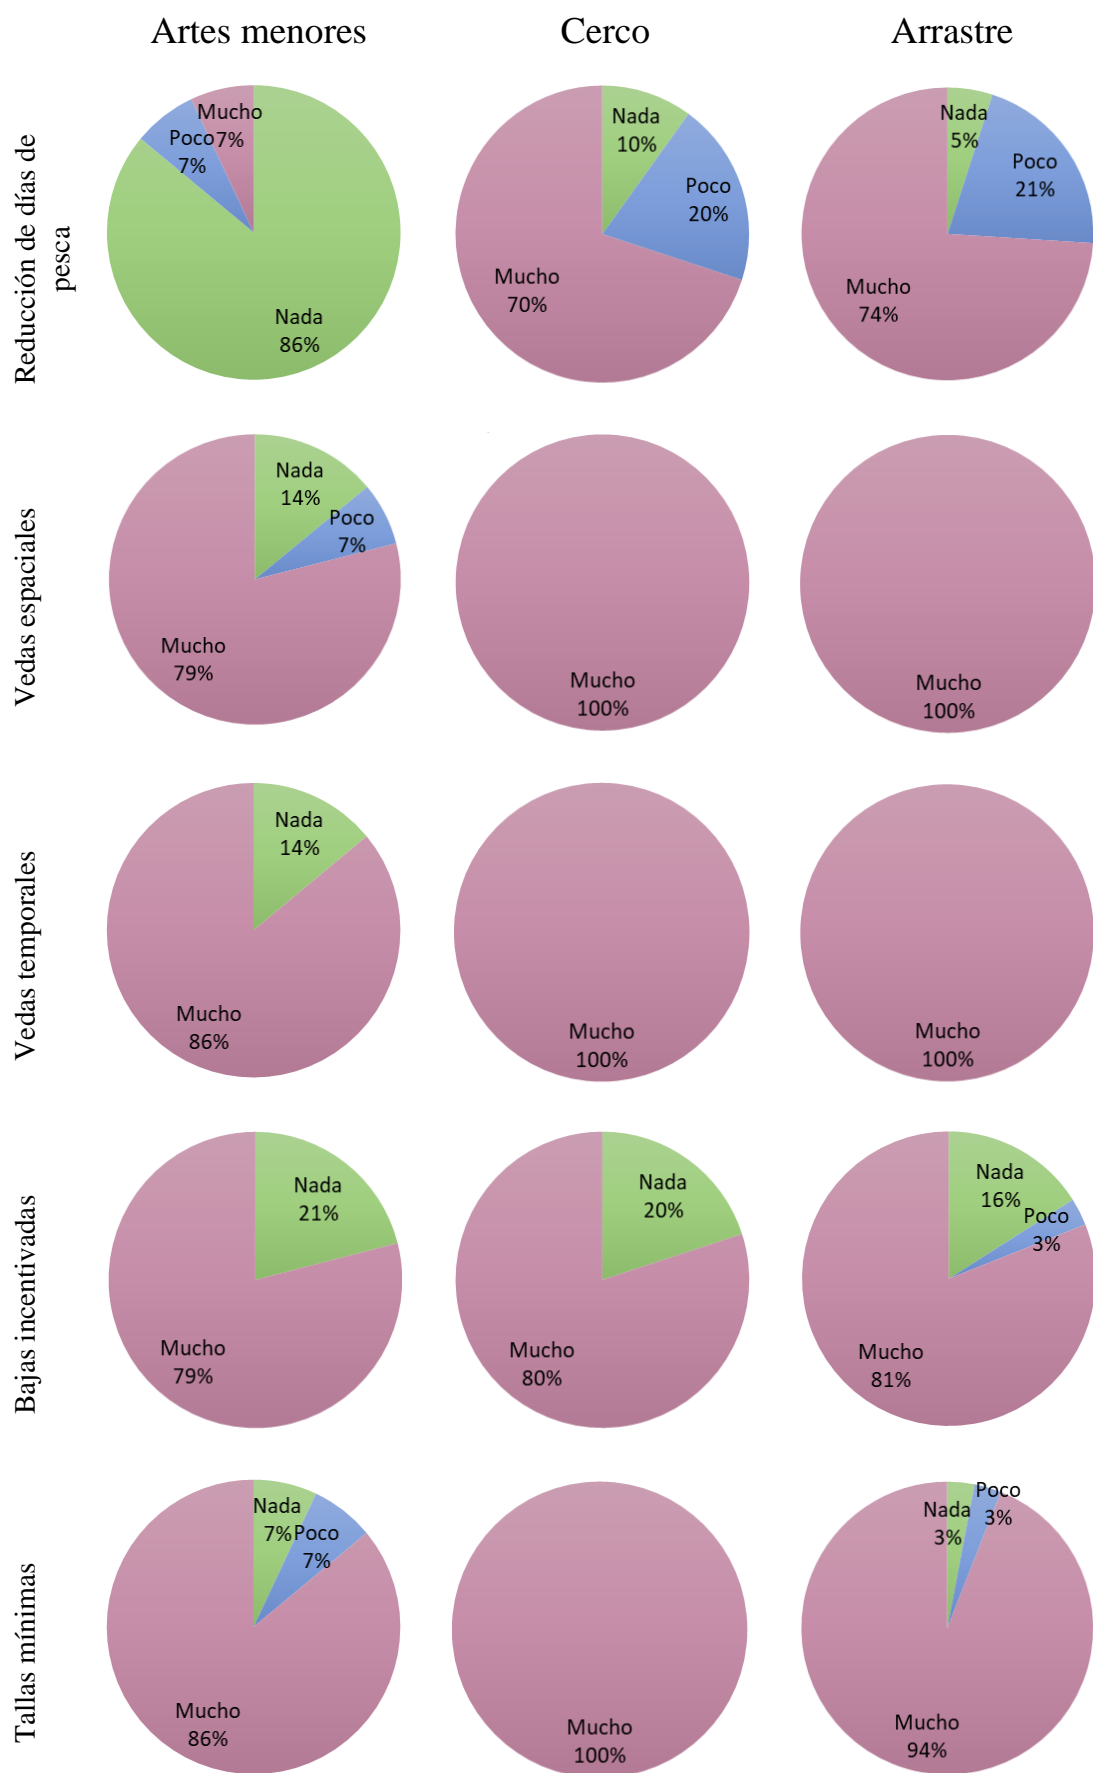 Artes menores
Cerco
Arrastre
Reducción de días de
pesca
Mucho
7%
Poco
7%
Nada
86%
Nada
10%
Poco
20%
Mucho
70%
Nada
5%
Poco
21%
Mucho
74%
Vedas espaciales
Nada
14%
Poco
7%
Mucho
79%
Mucho
100%
Mucho
100%
Vedas temporales
Nada
14%
Mucho
86%
Mucho
100%
Mucho
100%
Bajas incentivadas
Nada
21%
Mucho
79%
Nada
20%
Mucho
80%
Nada
16%
Poco
3%
Mucho
81%
Tallas mínimas
Nada
7%
Poco
7%
Mucho
86%
Mucho
100%
Nada
3%
Poco
3%
Mucho
94%